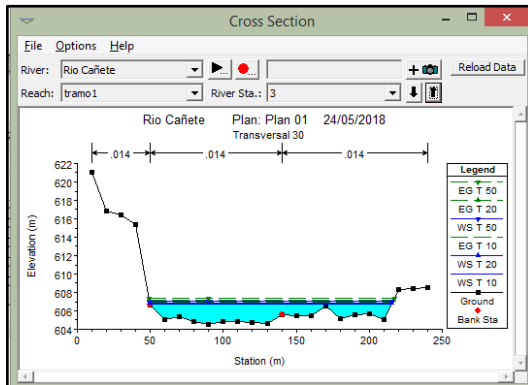 Cross Section
File Options Help
River: Rio Cañete
Reload Data
Reach: tramo1 River Sta.: 3
Rio Cañete Plan: Plan 01 24/05/2018
Transversal 30
.014 .014 .014
Legend
EG T 50
EG T 20
WS T 50
EG T 10
WS T 20
WS T 10
Ground
Bank Sta
Elevation (m)
622
620
618
616
614
612
610
608
606
604
0 50 100 150 200 250
Station (m)